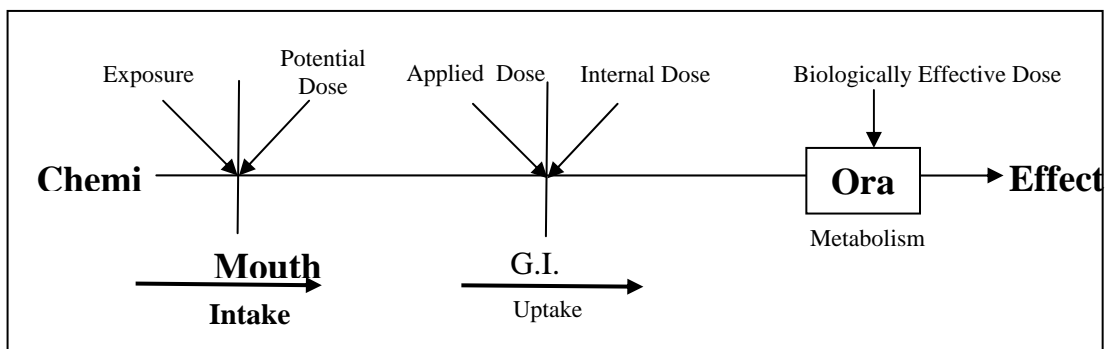 Exposure
Potential
Dose
Applied Dose
Internal Dose
Biologically Effective Dose
Chemi
Ora
Effect
Metabolism
Mouth
G.I.
Intake
Uptake